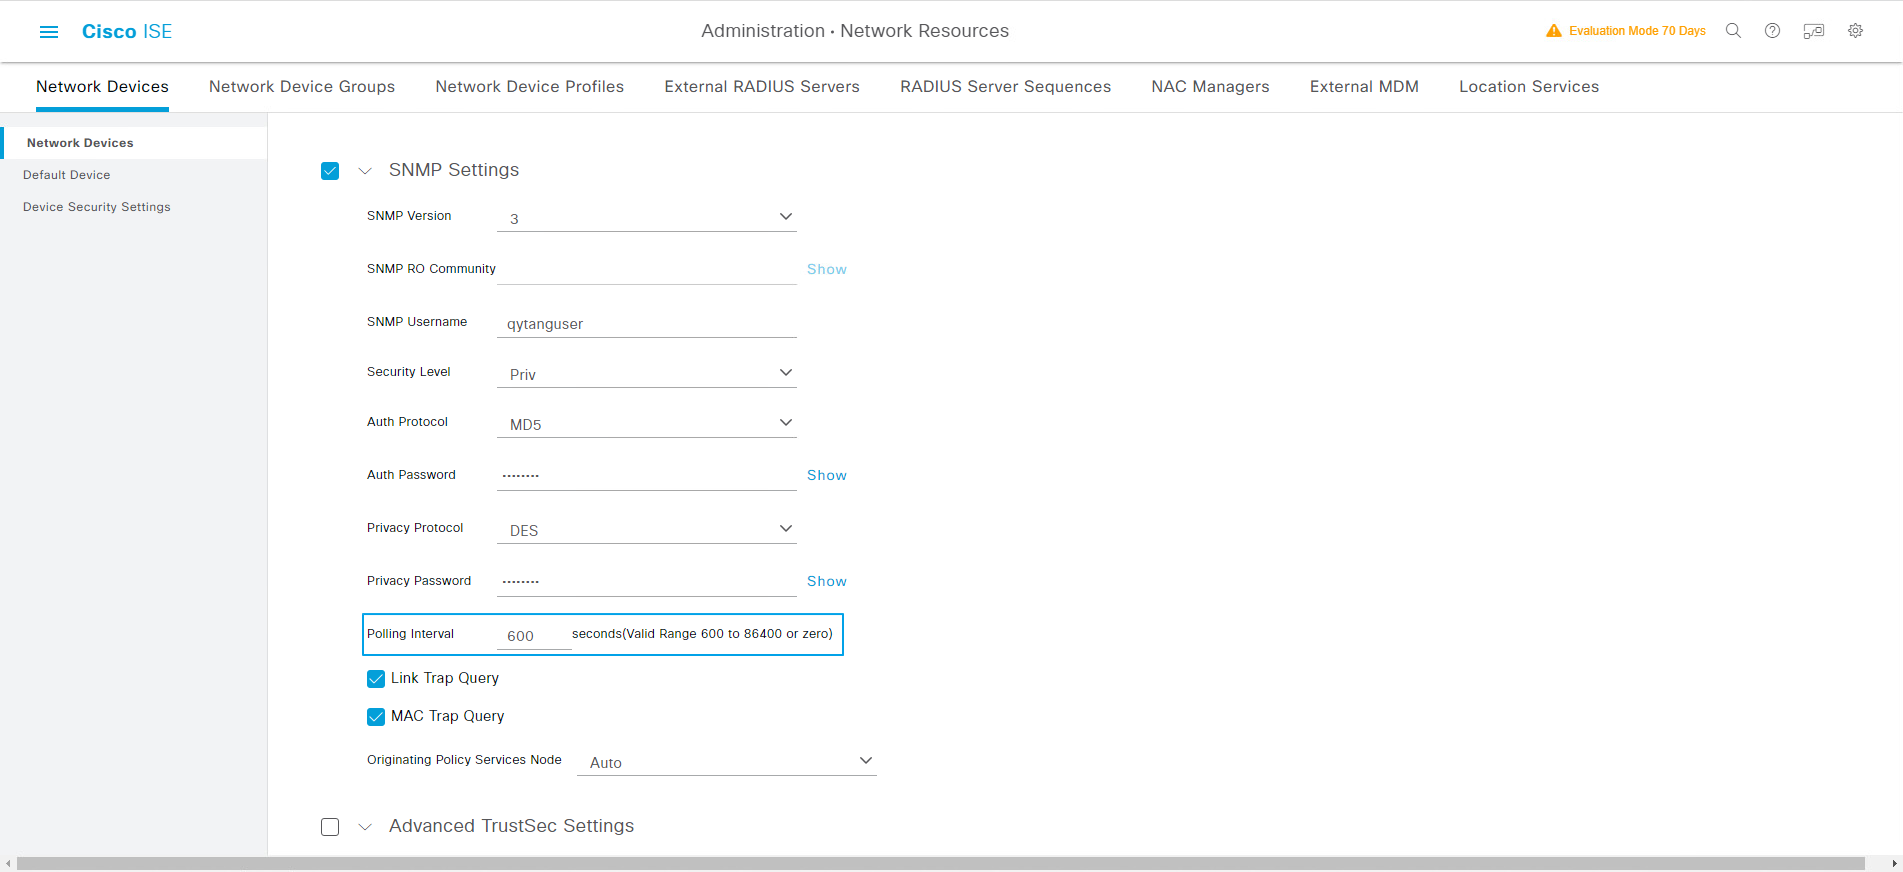 Cisco ISE
Administration · Network Resources
Evaluation Mode 70 Days
Network Devices
Network Device Groups
Network Device Profiles
External RADIUS Servers
RADIUS Server Sequences
NAC Managers
External MDM
Location Services
Network Devices
Default Device
Device Security Settings
SNMP Settings
SNMP Version 3
SNMP RO Community Show
SNMP Username qytanguser
Security Level Priv
Auth Protocol MD5
Auth Password ········ Show
Privacy Protocol DES
Privacy Password ········ Show
Polling Interval 600 seconds(Valid Range 600 to 86400 or zero)
Link Trap Query
MAC Trap Query
Originating Policy Services Node Auto
Advanced TrustSec Settings